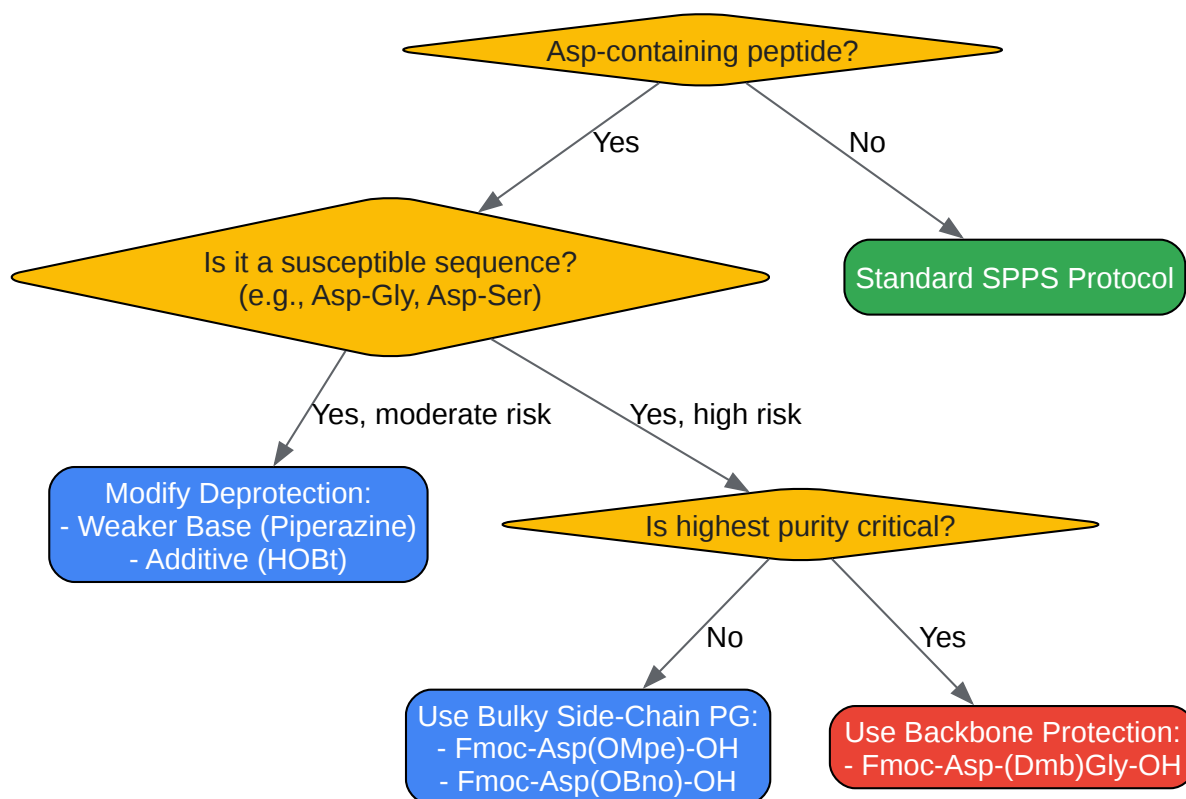 Asp-containing peptide?
Yes
No
Is it a susceptible sequence?
(e.g., Asp-Gly, Asp-Ser)
Standard SPPS Protocol
Yes, moderate risk
Yes, high risk
Modify Deprotection:
- Weaker Base (Piperazine)
- Additive (HOBt)
Is highest purity critical?
No
Yes
Use Bulky Side-Chain PG:
- Fmoc-Asp(OMpe)-OH
- Fmoc-Asp(OBno)-OH
Use Backbone Protection:
- Fmoc-Asp-(Dmb)Gly-OH